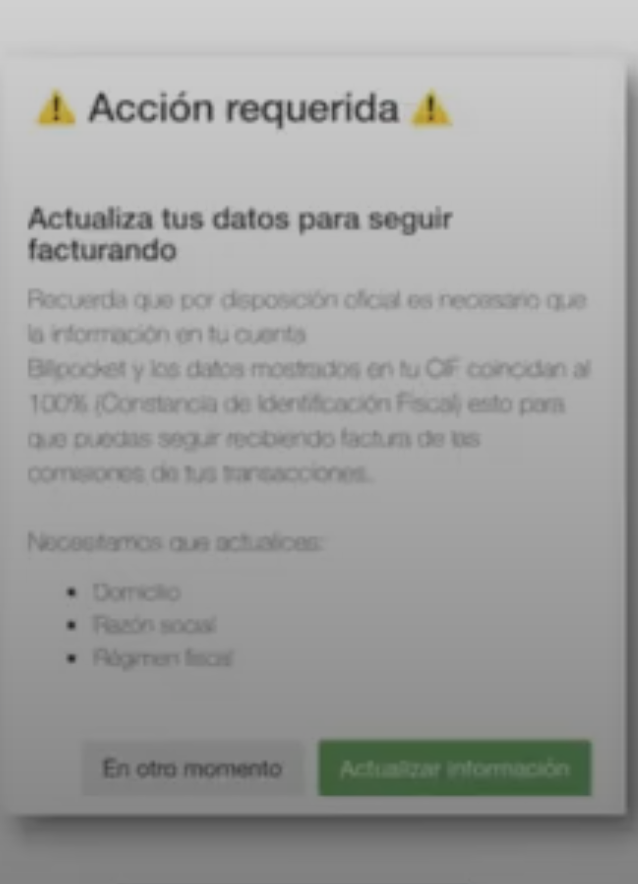 ⚠️ Acción requerida ⚠️
Actualiza tus datos para seguir
facturando
Recuerda que por disposición oficial es necesario que
la información en tu cuenta
Billpocket y los datos mostrados en tu CIF coincidan al
100% (Constancia de Identificación Fiscal) esto para
que puedas seguir recibiendo factura de las
comisiones de tus transacciones.
Necesitamos que actualices:
• Domicilio
• Razón social
• Régimen fiscal
En otro momento
Actualizar información